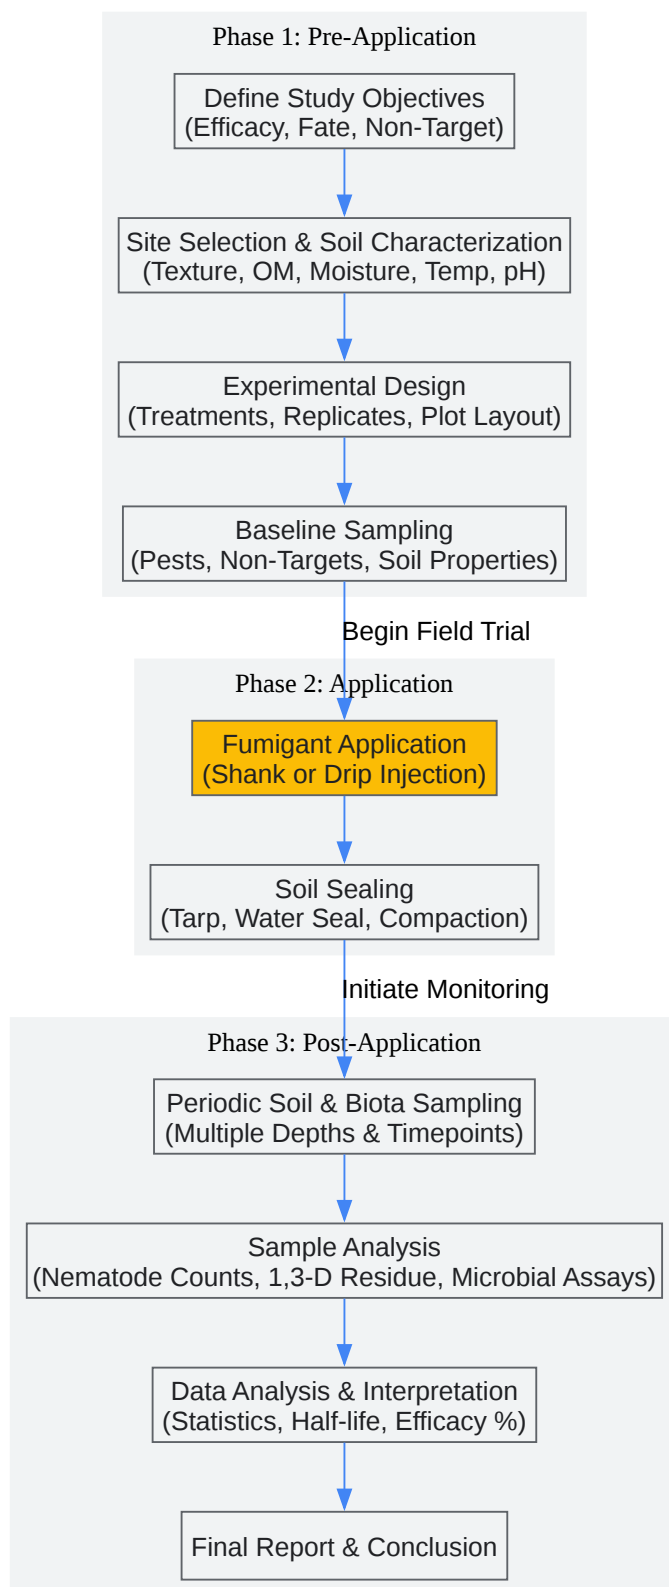 Phase 1: Pre-Application
Define Study Objectives
(Efficacy, Fate, Non-Target)
Site Selection & Soil Characterization
(Texture, OM, Moisture, Temp, pH)
Experimental Design
(Treatments, Replicates, Plot Layout)
Baseline Sampling
(Pests, Non-Targets, Soil Properties)
Begin Field Trial
Phase 2: Application
Fumigant Application
(Shank or Drip Injection)
Soil Sealing
(Tarp, Water Seal, Compaction)
Initiate Monitoring
Phase 3: Post-Application
Periodic Soil & Biota Sampling
(Multiple Depths & Timepoints)
Sample Analysis
(Nematode Counts, 1,3-D Residue, Microbial Assays)
Data Analysis & Interpretation
(Statistics, Half-life, Efficacy %)
Final Report & Conclusion